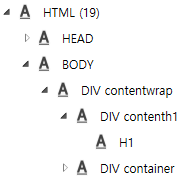 HTML (19)
HEAD
BODY
DIV contentwrap
DIV contenth1
H1
DIV container